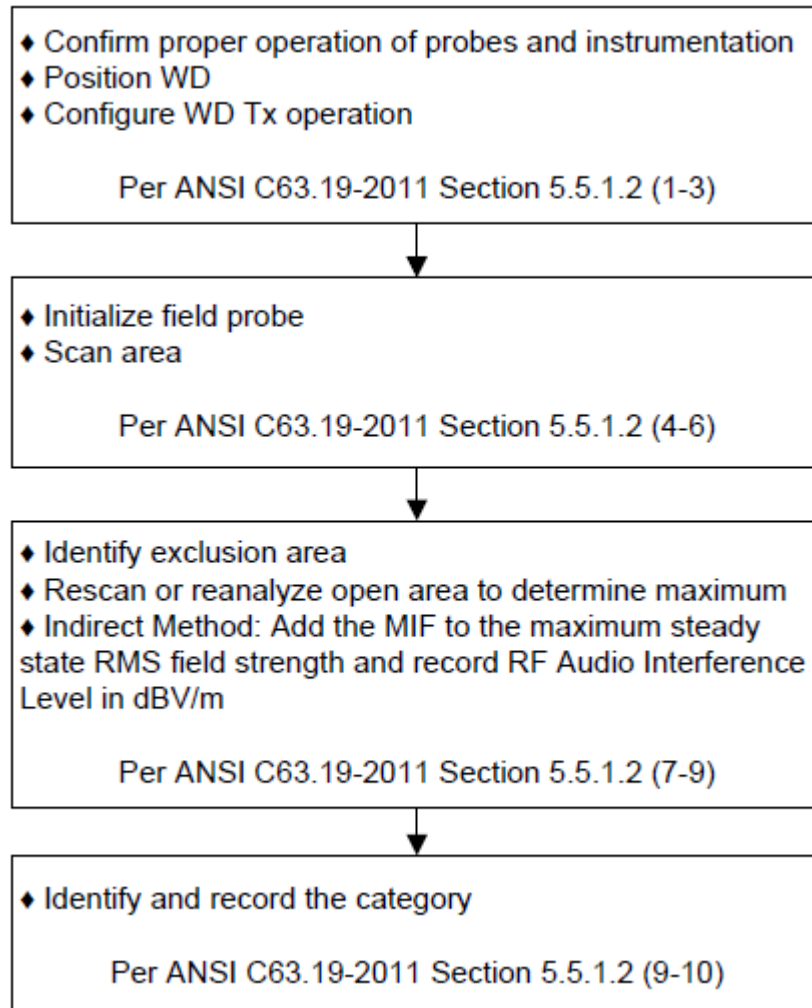 ♦ Confirm proper operation of probes and instrumentation
♦ Position WD
♦ Configure WD Tx operation
Per ANSI C63.19-2011 Section 5.5.1.2 (1-3)
♦ Initialize field probe
♦ Scan area
Per ANSI C63.19-2011 Section 5.5.1.2 (4-6)
♦ Identify exclusion area
♦ Rescan or reanalyze open area to determine maximum
♦ Indirect Method: Add the MIF to the maximum steady
state RMS field strength and record RF Audio Interference
Level in dBV/m
Per ANSI C63.19-2011 Section 5.5.1.2 (7-9)
♦ Identify and record the category
Per ANSI C63.19-2011 Section 5.5.1.2 (9-10)